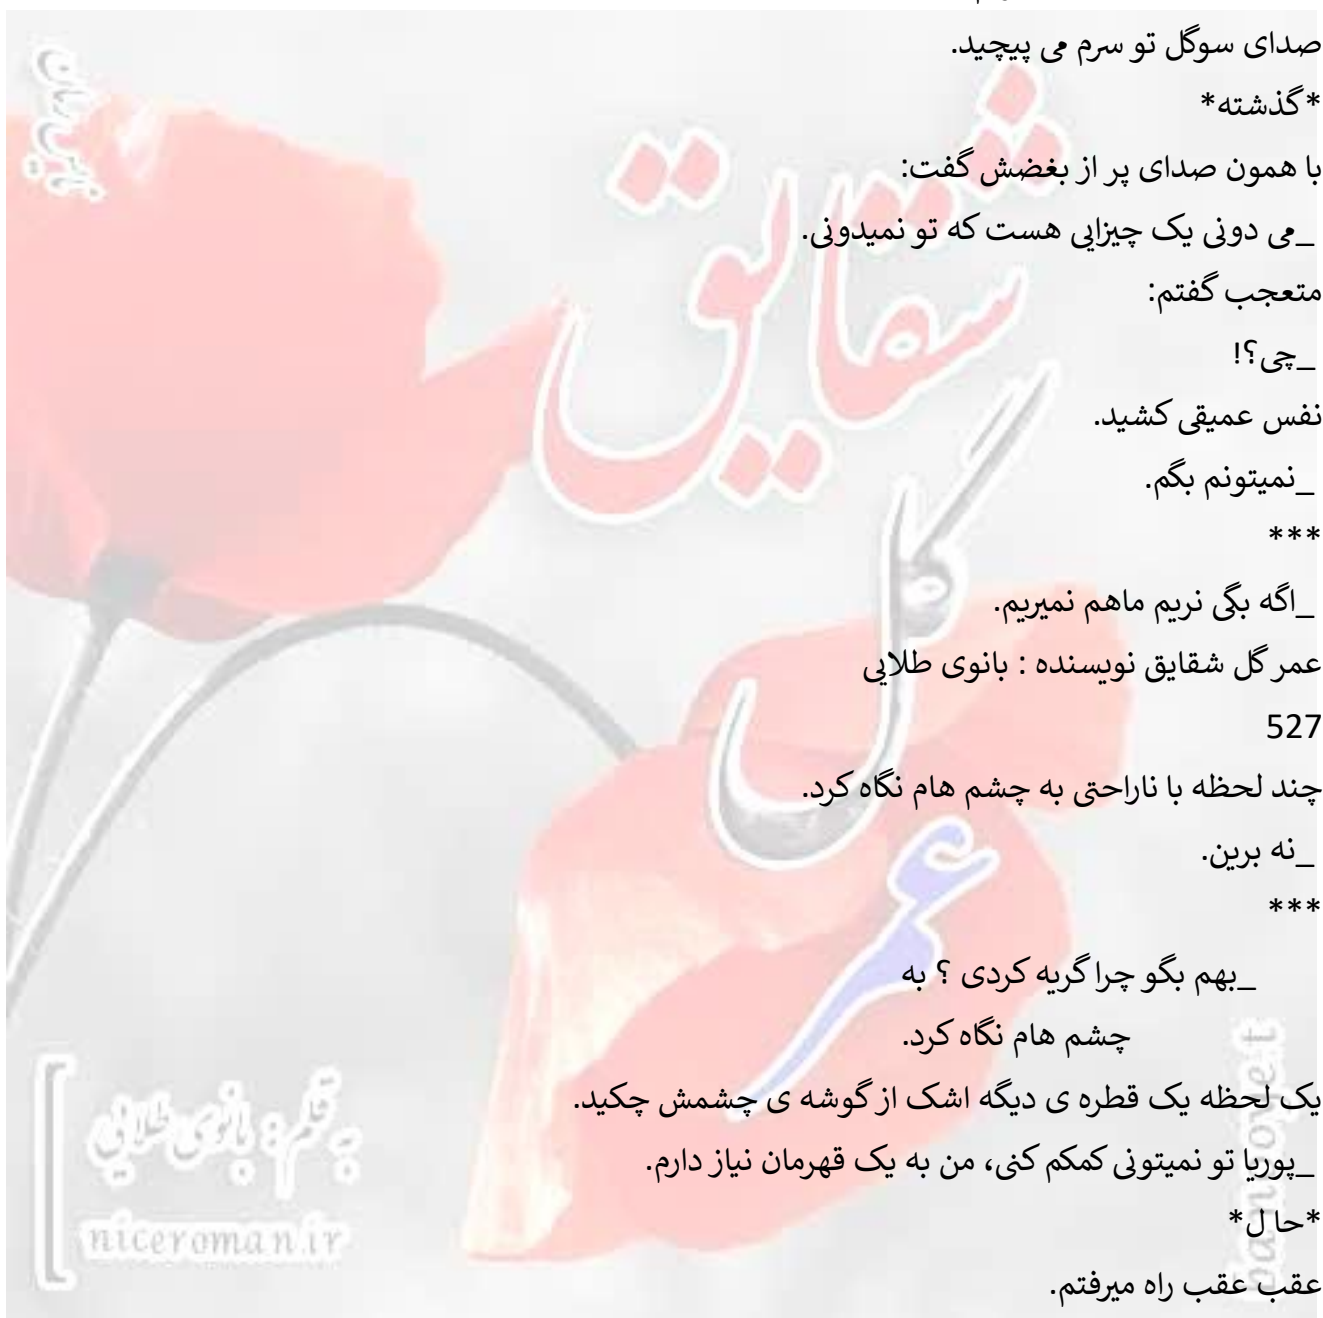 صدای سوگل تو سرم می پیچید.
*گذشته*
با همون صدای پر از بغضش گفت:
_می دونی یک چیزایی هست که تو نمیدونی.
متعجب گفتم:
_چی؟!
نفس عمیقی کشید.
_نمیتونم بگم.
***
_اگه بگی نریم ماهم نمیریم.
عمر گل شقایق نویسنده : بانوی طلایی
527
چند لحظه با ناراحتی به چشم هام نگاه کرد.
_نه برین.
***
_بهم بگو چرا گریه کردی ؟ به
چشم هام نگاه کرد.
یک لحظه یک قطره ی دیگه اشک از گوشه ی چشمش چکید.
_پوریا تو نمیتونی کمکم کنی، من به یک قهرمان نیاز دارم.
*حا ل*
عقب عقب راه میرفتم.
شقایق
گل
عمر
به قلم : بانوی طلایی
niceroman.ir